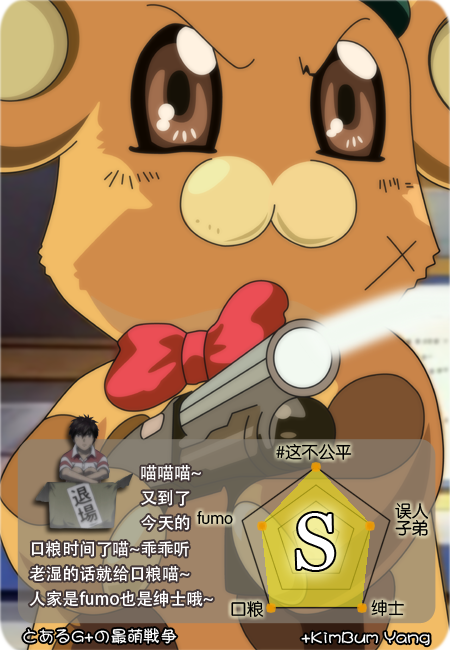 #这不公平
喵喵喵~
又到了
今天的
口粮时间了喵~乖乖听
老湿的话就给口粮喵~
人家是fumo也是绅士哦~
退場
fumo
S
误人
子弟
口粮
绅士
とあるG+の最萌戦争
+KimBum Yang